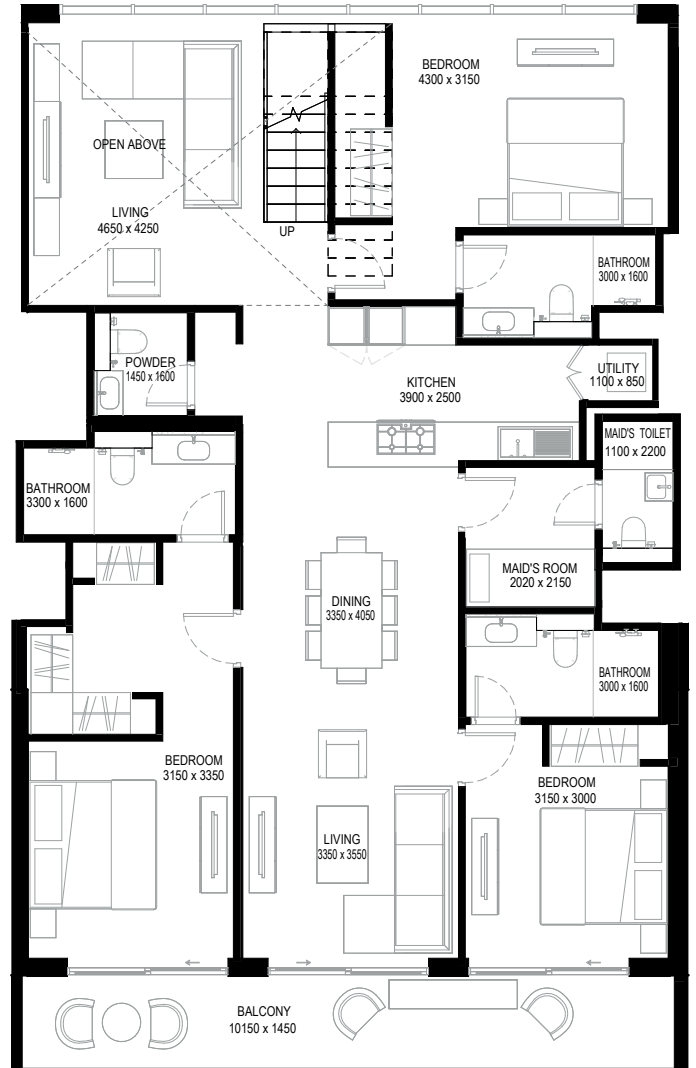 BEDROOM
4300 x 3150
OPEN ABOVE
LIVING
4650 x 4250
UP
BATHROOM
3000 x 1600
POWDER
1450 x 1600
KITCHEN
3900 x 2500
UTILITY
1100 x 850
MAID'S TOILET
1100 x 2200
BATHROOM
3300 x 1600
MAID'S ROOM
2020 x 2150
DINING
3350 x 4050
BATHROOM
3000 x 1600
BEDROOM
3150 x 3350
BEDROOM
3150 x 3000
LIVING
3350 x 3550
BALCONY
10150 x 1450